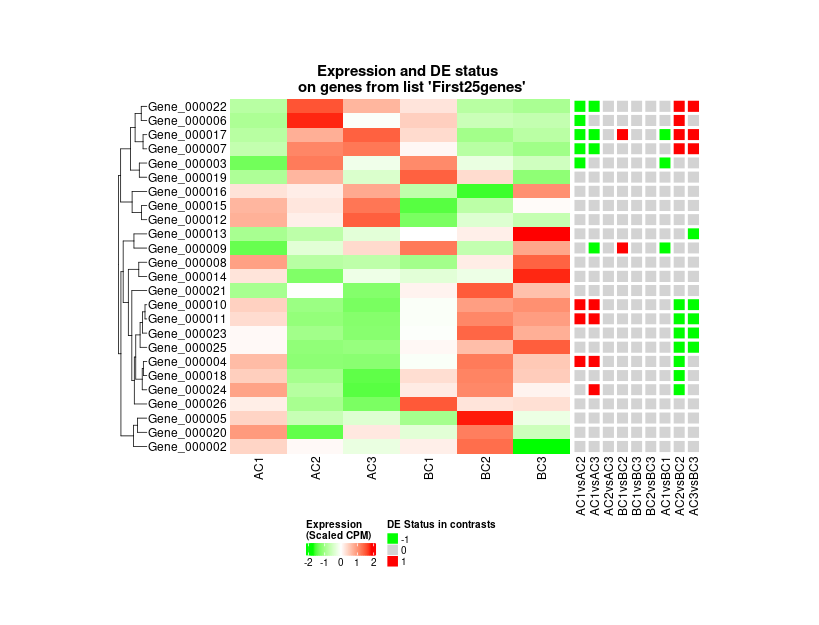 Expression and DE status
on genes from list 'First25genes'
Gene_000022
Gene_000006
Gene_000017
Gene_000007
Gene_000003
Gene_000019
Gene_000016
Gene_000015
Gene_000012
Gene_000013
Gene_000009
Gene_000008
Gene_000014
Gene_000021
Gene_000010
Gene_000011
Gene_000023
Gene_000025
Gene_000004
Gene_000018
Gene_000024
Gene_000026
Gene_000005
Gene_000020
Gene_000002
AC1
AC2
AC3
BC1
BC2
BC3
AC1vsAC2
AC1vsAC3
AC2vsAC3
BC1vsBC2
BC1vsBC3
BC2vsBC3
AC1vsBC1
AC2vsBC2
AC3vsBC3
Expression
(Scaled CPM)
-2 -1 0 1 2
DE Status in contrasts
-1
0
1